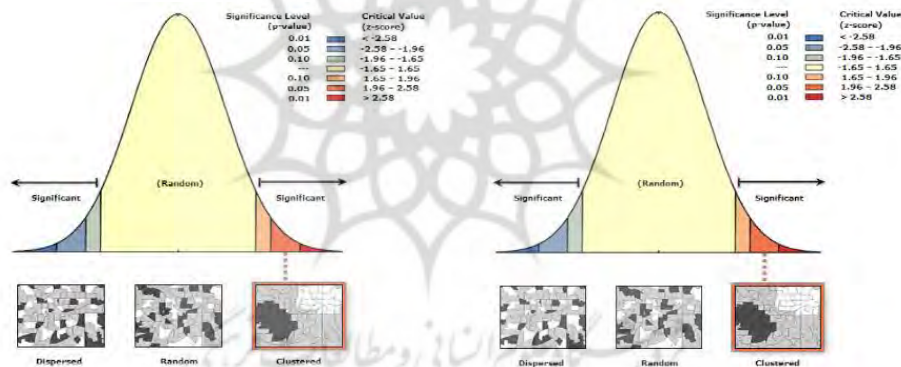 Significance Level Critical Value
(p-value) (z-score)
0.01 < -2.58
0.05 -2.58 - -1.96
0.10 -1.96 - -1.65
--- -1.65 - 1.65
0.10 1.65 - 1.96
0.05 1.96 - 2.58
0.01 > 2.58
(Random)
Significant Significant
Dispersed Random Clustered
Significance Level Critical Value
(p-value) (z-score)
0.01 < -2.58
0.05 -2.58 - -1.96
0.10 -1.96 - -1.65
--- -1.65 - 1.65
0.10 1.65 - 1.96
0.05 1.96 - 2.58
0.01 > 2.58
(Random)
Significant Significant
Dispersed Random Clustered